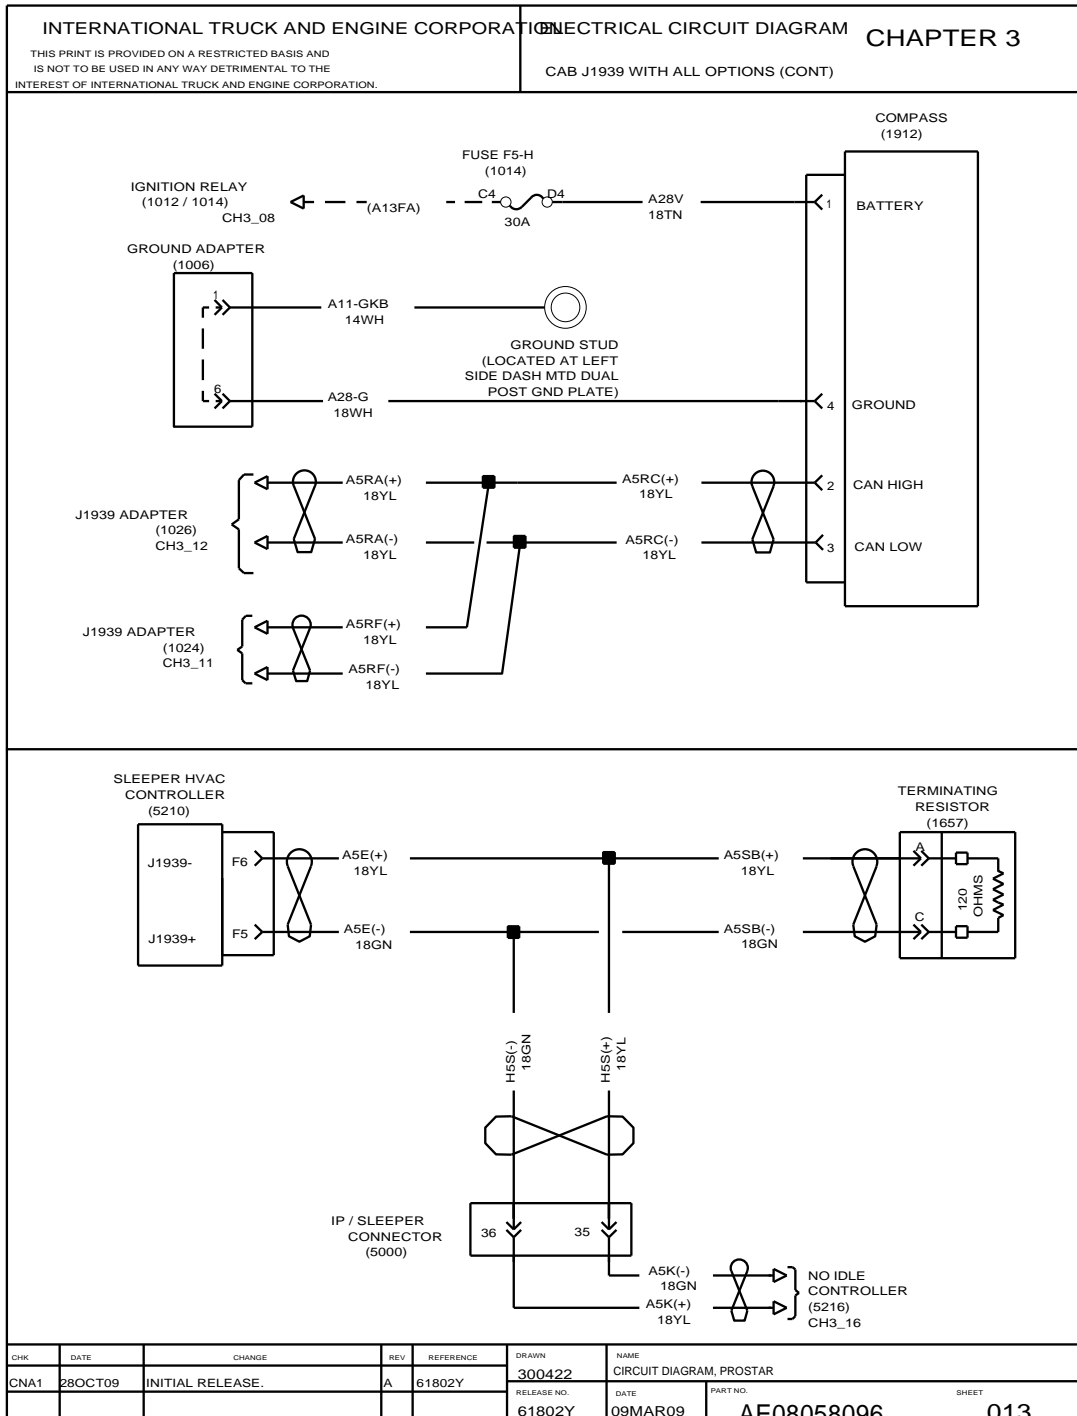 INTERNATIONAL TRUCK AND ENGINE CORPORATION
THIS PRINT IS PROVIDED ON A RESTRICTED BASIS AND
IS NOT TO BE USED IN ANY WAY DETRIMENTAL TO THE
INTEREST OF INTERNATIONAL TRUCK AND ENGINE CORPORATION.
ELECTRICAL CIRCUIT DIAGRAM
CHAPTER 3
CAB J1939 WITH ALL OPTIONS (CONT)
COMPASS
(1912)
FUSE F5-H
(1014)
IGNITION RELAY
(1012 / 1014)
CH3_08
(A13FA)
C4
D4
30A
A28V
18TN
1
BATTERY
GROUND ADAPTER
(1006)
1
A11-GKB
14WH
GROUND STUD
(LOCATED AT LEFT
SIDE DASH MTD DUAL
POST GND PLATE)
6
A28-G
18WH
4
GROUND
J1939 ADAPTER
(1026)
CH3_12
A5RA(+)
18YL
A5RC(+)
18YL
2
CAN HIGH
A5RA(-)
18YL
A5RC(-)
18YL
3
CAN LOW
J1939 ADAPTER
(1024)
CH3_11
A5RF(+)
18YL
A5RF(-)
18YL
SLEEPER HVAC
CONTROLLER
(5210)
TERMINATING
RESISTOR
(1657)
J1939-
F6
A5E(+)
18YL
A5SB(+)
18YL
A
120
OHMS
J1939+
F5
A5E(-)
18GN
A5SB(-)
18GN
C
H5S(-)
18GN
H5S(+)
18YL
IP / SLEEPER
CONNECTOR
(5000)
36
35
A5K(-)
18GN
A5K(+)
18YL
NO IDLE
CONTROLLER
(5216)
CH3_16
CHK DATE CHANGE REV REFERENCE DRAWN NAME
CNA1 28OCT09 INITIAL RELEASE. A 61802Y 300422 CIRCUIT DIAGRAM, PROSTAR
RELEASE NO. DATE PART NO. SHEET
61802Y 09MAR09 AE08058096 013